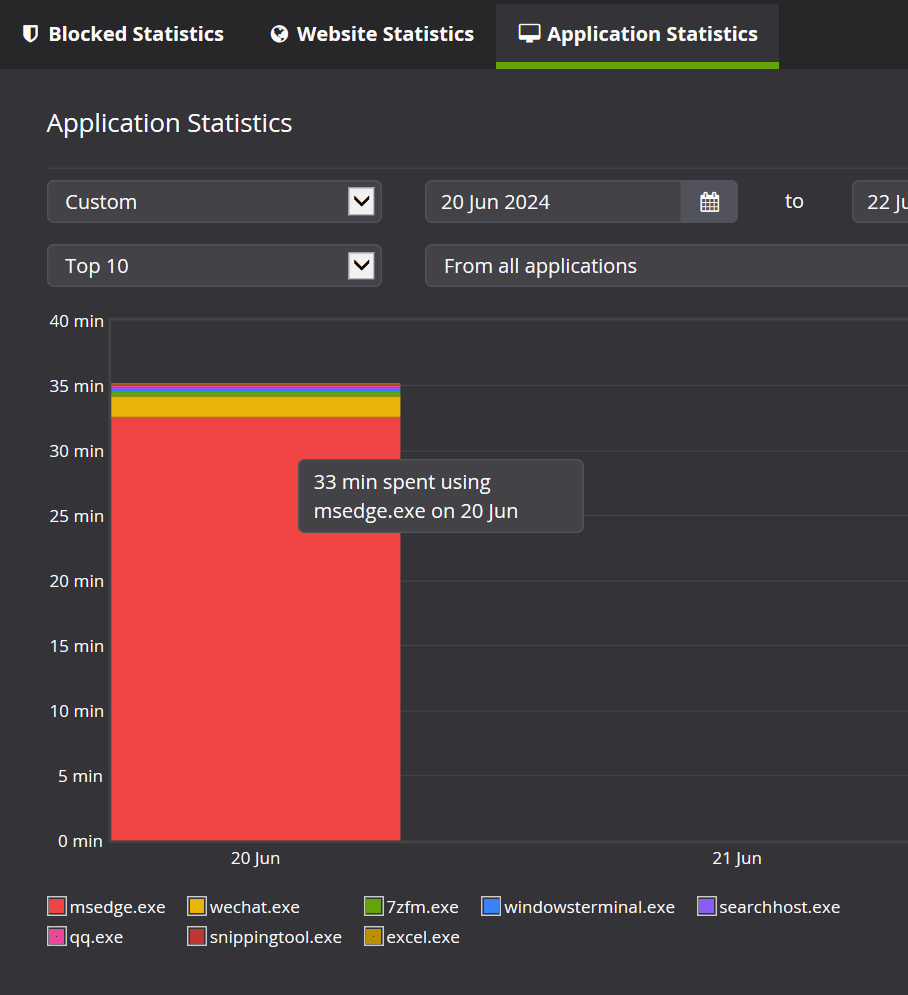 Blocked Statistics Website Statistics Application Statistics
Application Statistics
Custom 20 Jun 2024 to 22
Top 10 From all applications
40 min
35 min
30 min
33 min spent using
msedge.exe on 20 Jun
25 min
20 min
15 min
10 min
5 min
0 min
20 Jun 21 Jun
msedge.exe wechat.exe 7zfm.exe windowsterminal.exe searchhost.exe
qq.exe snippingtool.exe excel.exe